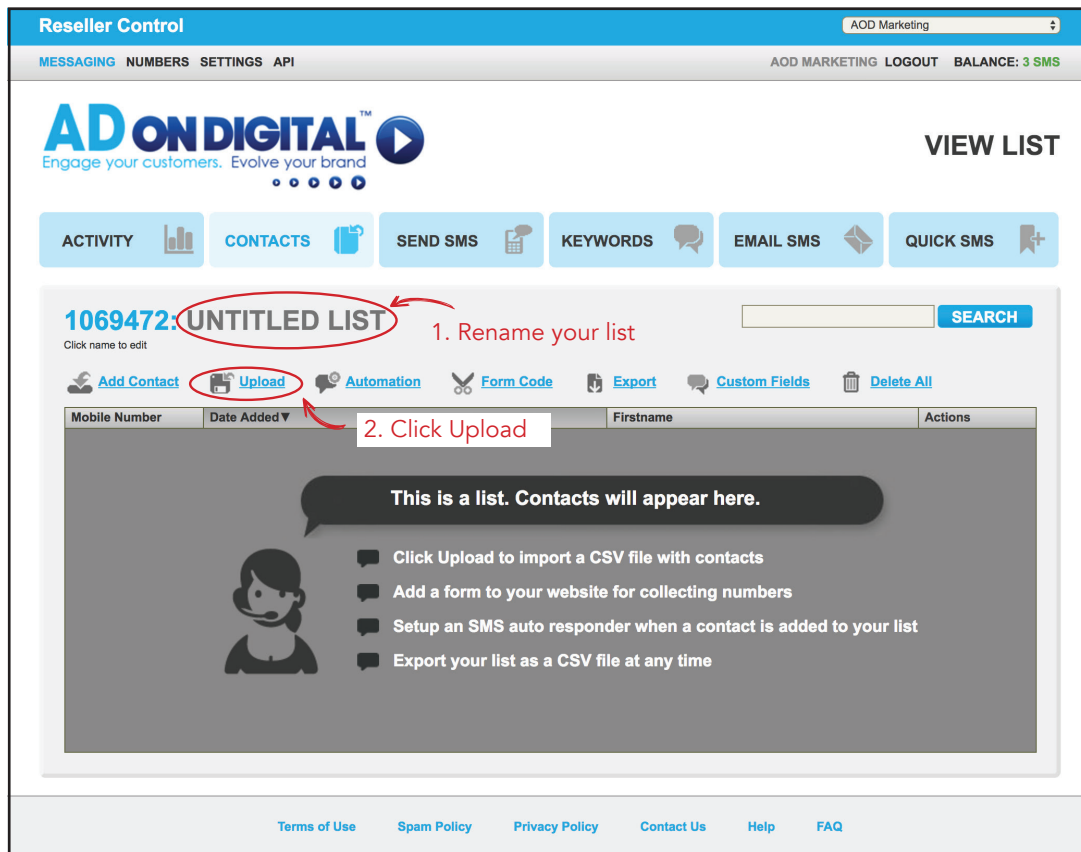 Reseller Control
AOD Marketing
MESSAGING NUMBERS SETTINGS API
AOD MARKETING LOGOUT BALANCE: 3 SMS
AD ON DIGITAL™
Engage your customers. Evolve your brand
VIEW LIST
ACTIVITY
CONTACTS
SEND SMS
KEYWORDS
EMAIL SMS
QUICK SMS
1069472: UNTITLED LIST
Click name to edit
1. Rename your list
SEARCH
Add Contact
Upload
Automation
Form Code
Export
Custom Fields
Delete All
Mobile Number
Date Added▼
Firstname
Actions
2. Click Upload
This is a list. Contacts will appear here.
Click Upload to import a CSV file with contacts
Add a form to your website for collecting numbers
Setup an SMS auto responder when a contact is added to your list
Export your list as a CSV file at any time
Terms of Use
Spam Policy
Privacy Policy
Contact Us
Help
FAQ